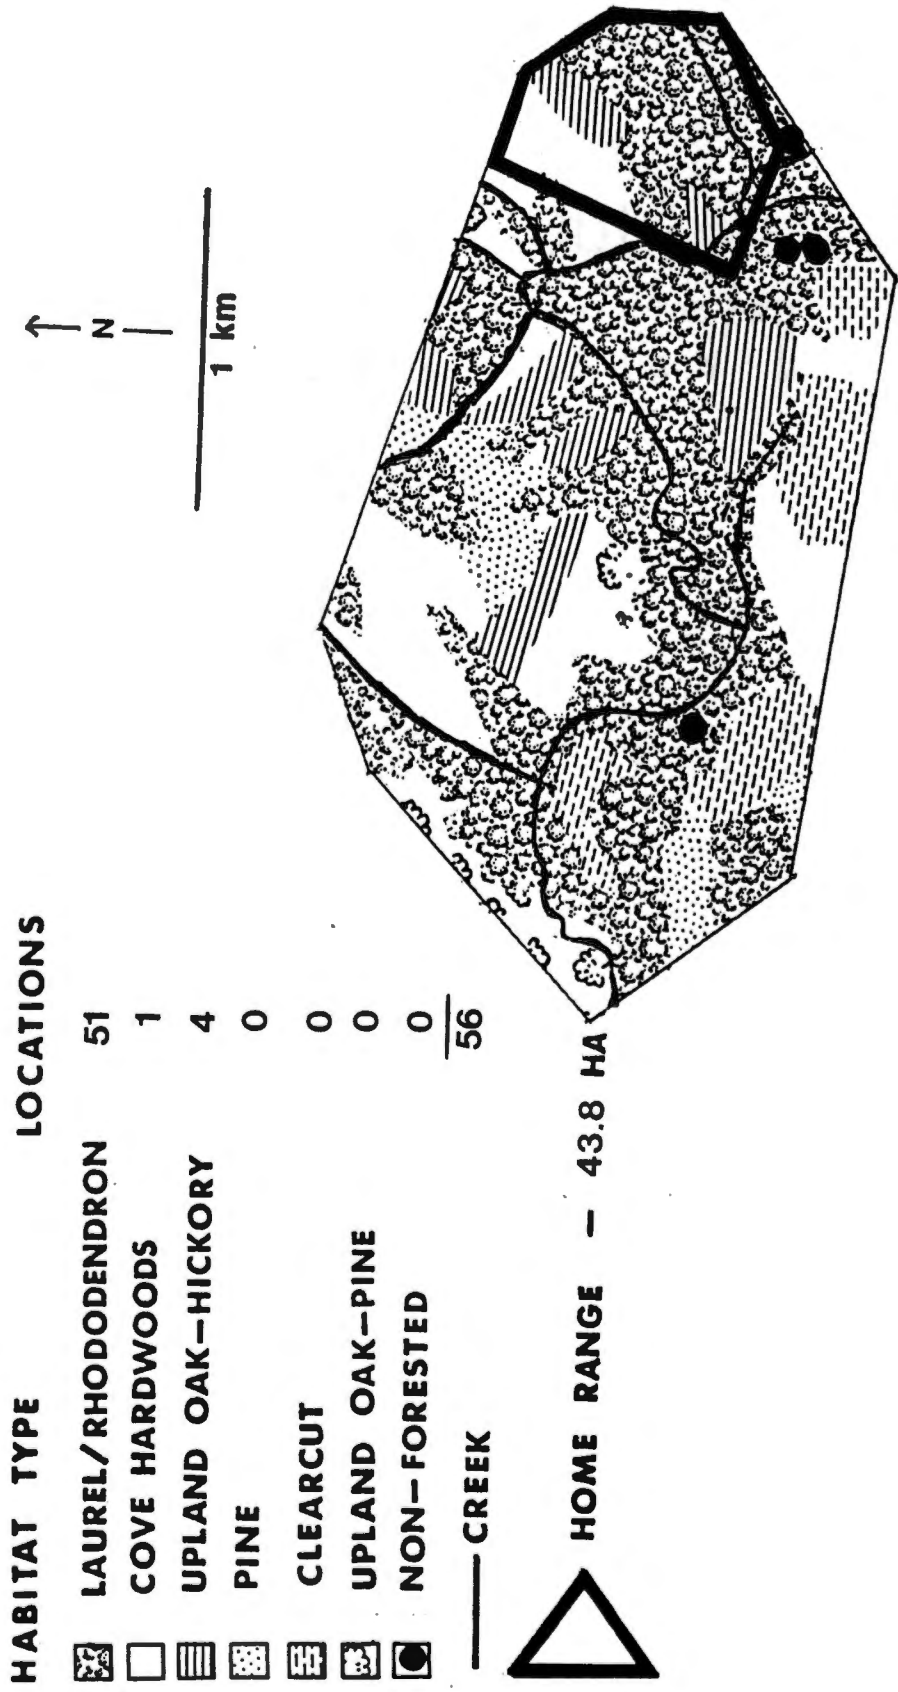 HABITAT TYPE LOCATIONS
LAUREL/RHODODENDRON 51
COVE HARDWOODS 1
UPLAND OAK–HICKORY 4
PINE 0
CLEARCUT 0
UPLAND OAK–PINE 0
NON–FORESTED 0
56
CREEK
HOME RANGE – 43.8 HA
N
1 km